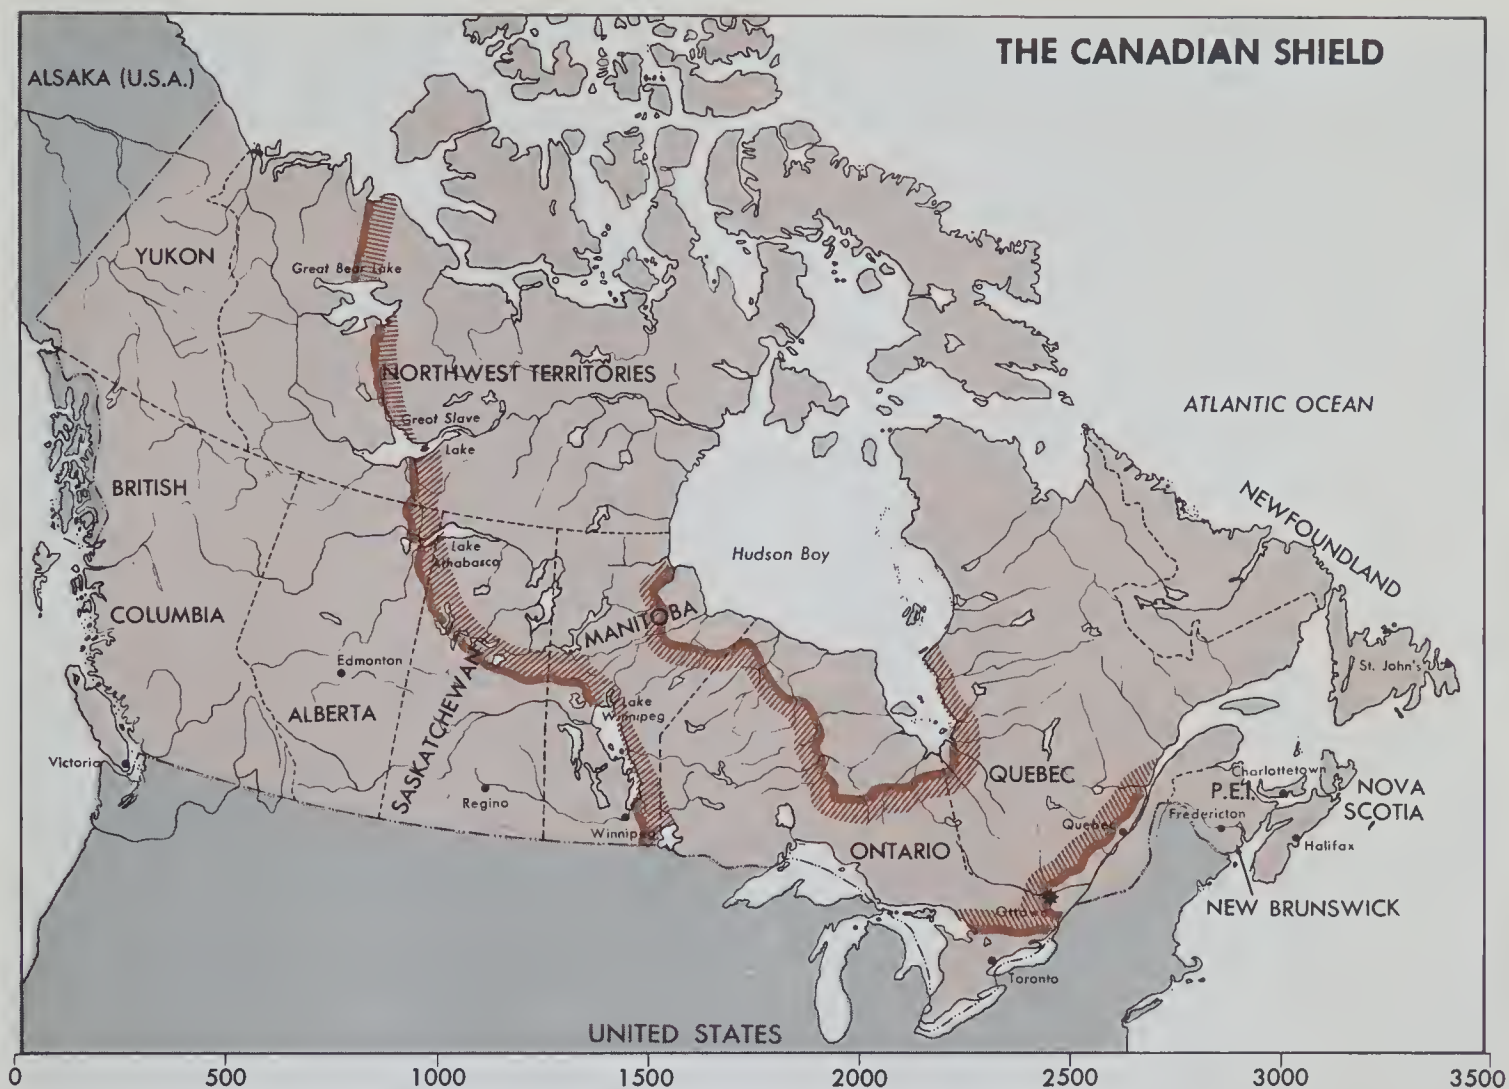 THE CANADIAN SHIELD
ALSAKA (U.S.A.)
YUKON
Great Bear Lake
NORTHWEST TERRITORIES
Great Slave
Lake
ATLANTIC OCEAN
BRITISH
COLUMBIA
NEWFOUNDLAND
Hudson Boy
Lake
Athabasca
MANITOBA
Edmonton
ALBERTA
SASKATCHEWAN
Lake
Winnipeg
St. John's
Victoria
Regino
Winnipeg
QUEBEC
Charlottetown
P.E.I.
NOVA
SCOTIA
Fredericton
Quebec
Halifax
ONTARIO
Ottawa
NEW BRUNSWICK
Toronto
UNITED STATES
0 500 1000 1500 2000 2500 3000 3500